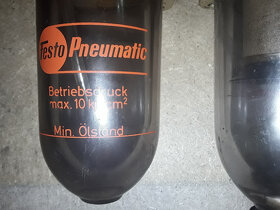 Festo Pneumatic
Betriebsdruck
max. 10 kp/cm²
Min. Ölstand